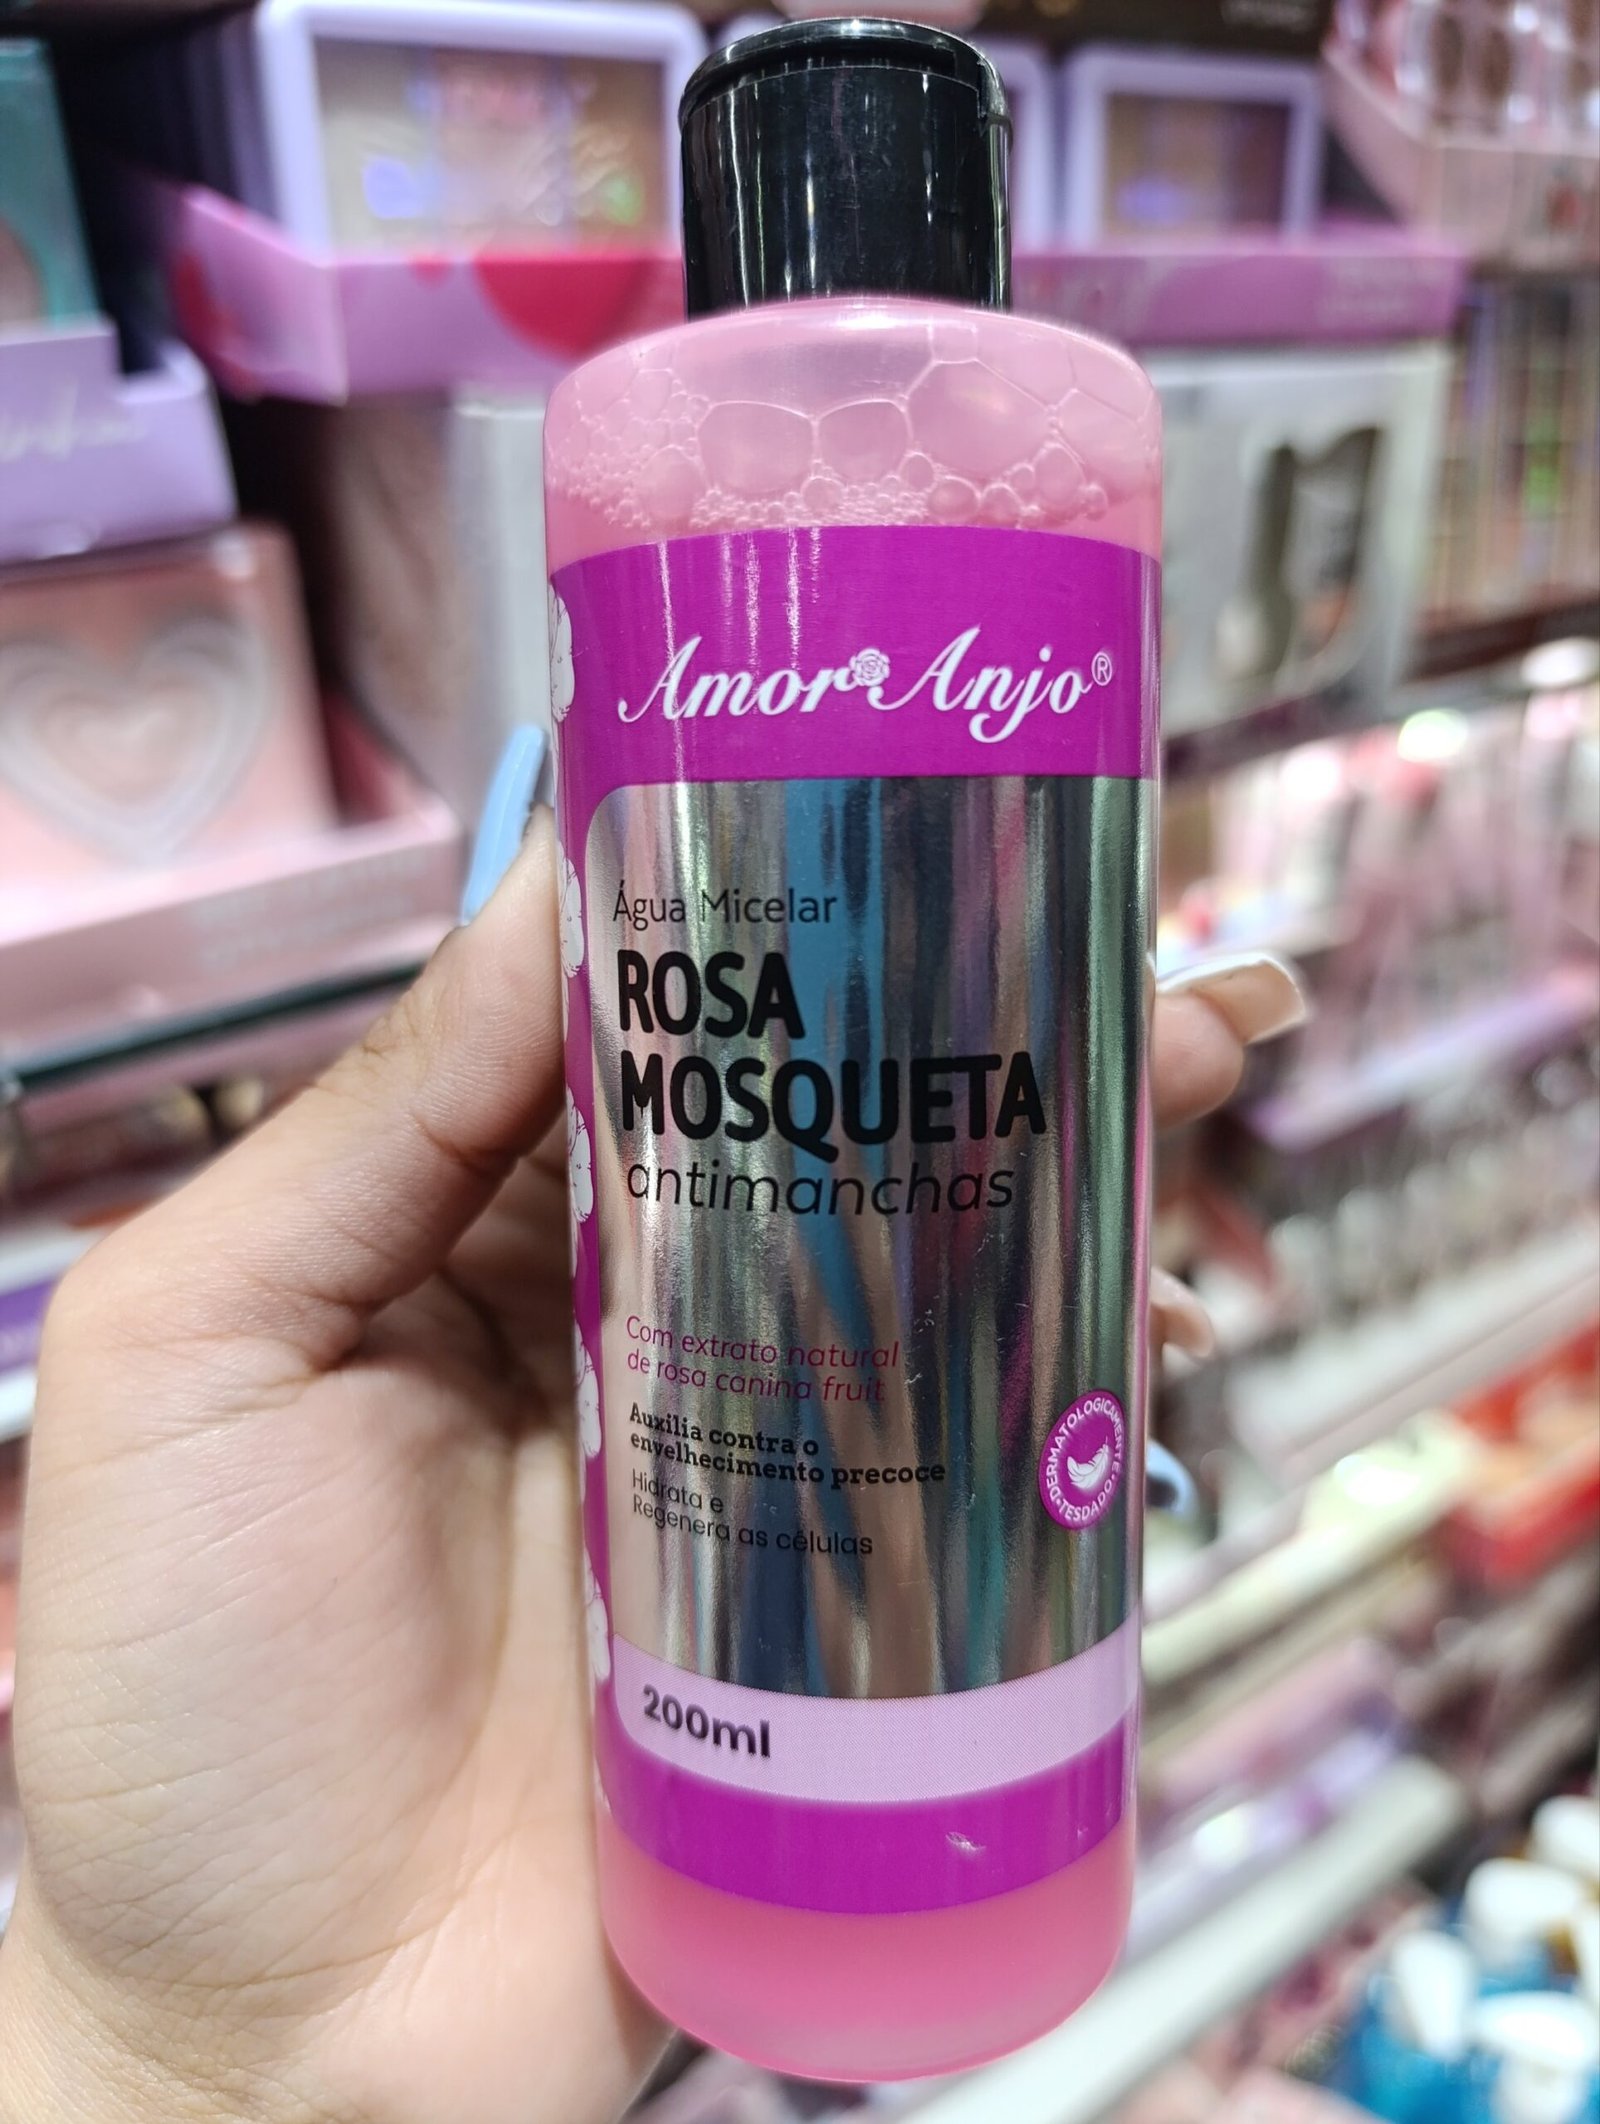 Amor Anjo®
Água Micelar
ROSA
MOSQUETA
antimanchas
Com extrato natural
de rosa canina fruit
Auxilia contra o
envelhecimento precoce
Hidrata e
Regenera as células
DERMATOLOGICAMENTE • TESDADO •
200ml